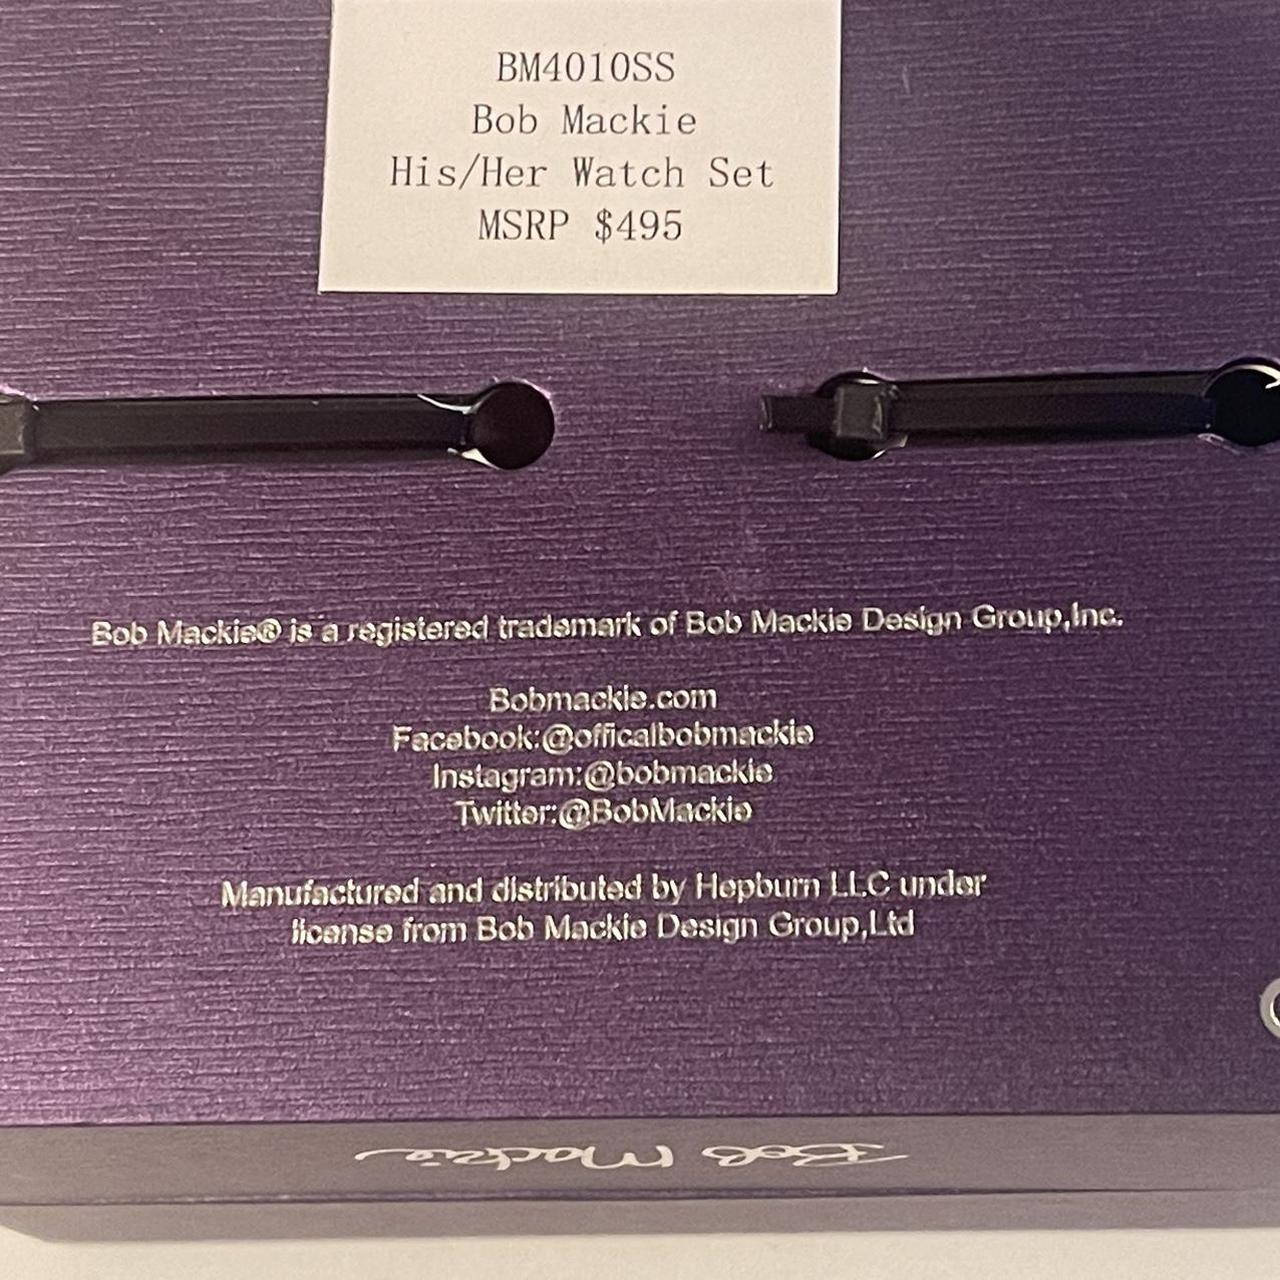 BM4010SS
Bob Mackie
His/Her Watch Set
MSRP $495
Bob Mackie® is a registered trademark of Bob Mackie Design Group,Inc.
Bobmackie.com
Facebook:@officalbobmackie
Instagram:@bobmackie
Twitter:@BobMackie
Manufactured and distributed by Hepburn LLC under
license from Bob Mackie Design Group,Ltd
Bob Mackie